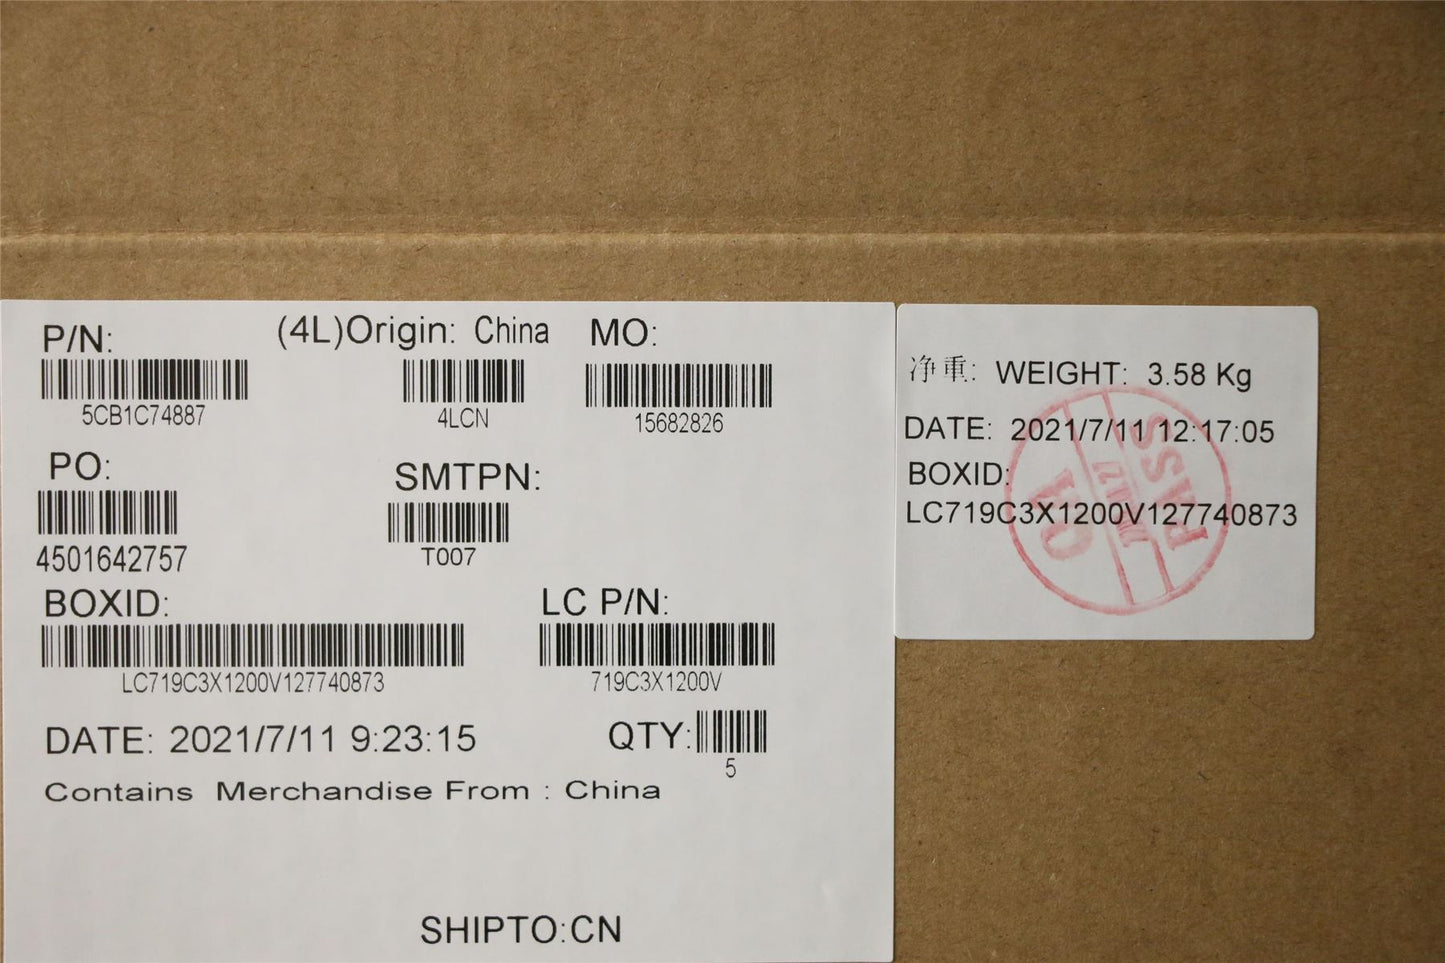 P/N:
(4L)Origin: China
MO:
5CB1C74887
4LCN
15682826
PO:
SMTPN:
4501642757
T007
BOXID:
LC P/N:
LC719C3X1200V127740873
719C3X1200V
DATE: 2021/7/11 9:23:15
QTY:
5
Contains Merchandise From : China
SHIPTO:CN
净重: WEIGHT: 3.58 Kg
DATE: 2021/7/11 12:17:05
BOXID:
LC719C3X1200V127740873
PASS